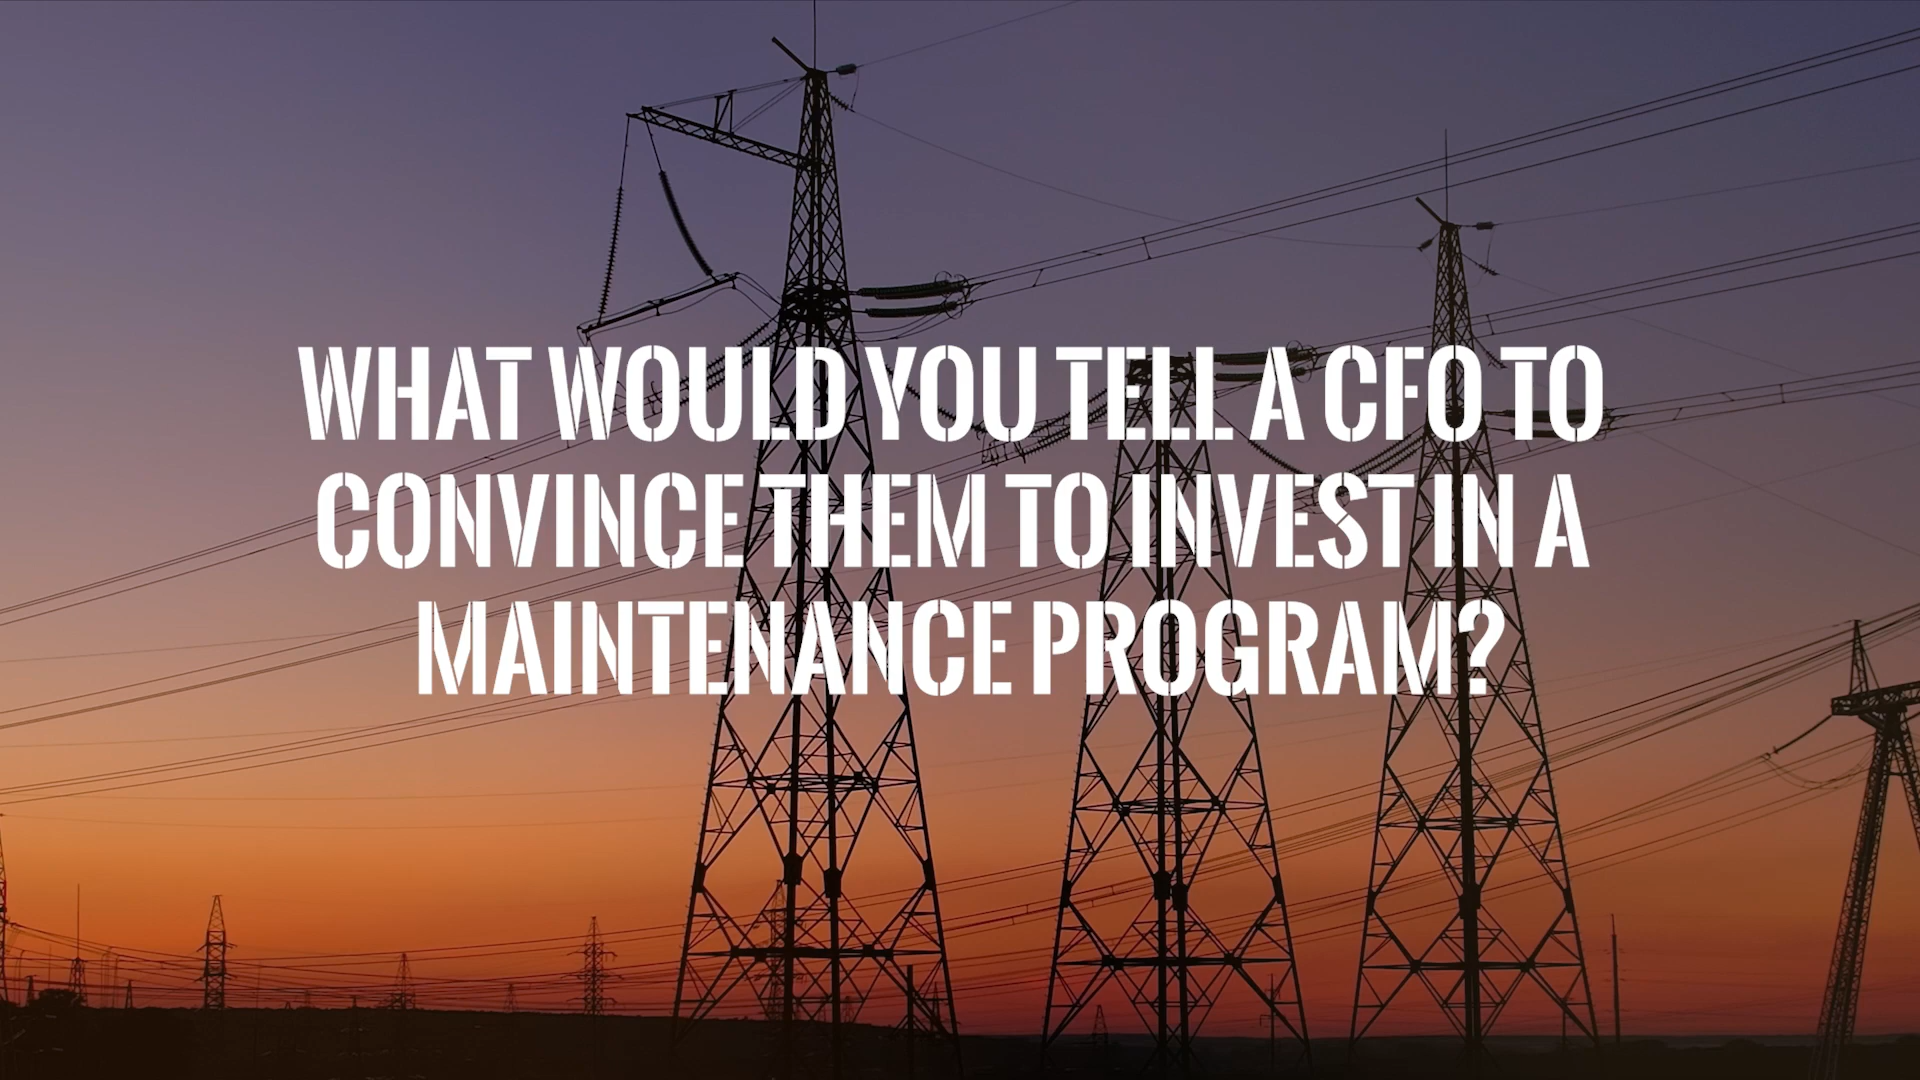 WHAT WOULD YOU TELL A CFO TO
CONVINCE THEM TO INVEST IN A
MAINTENANCE PROGRAM?